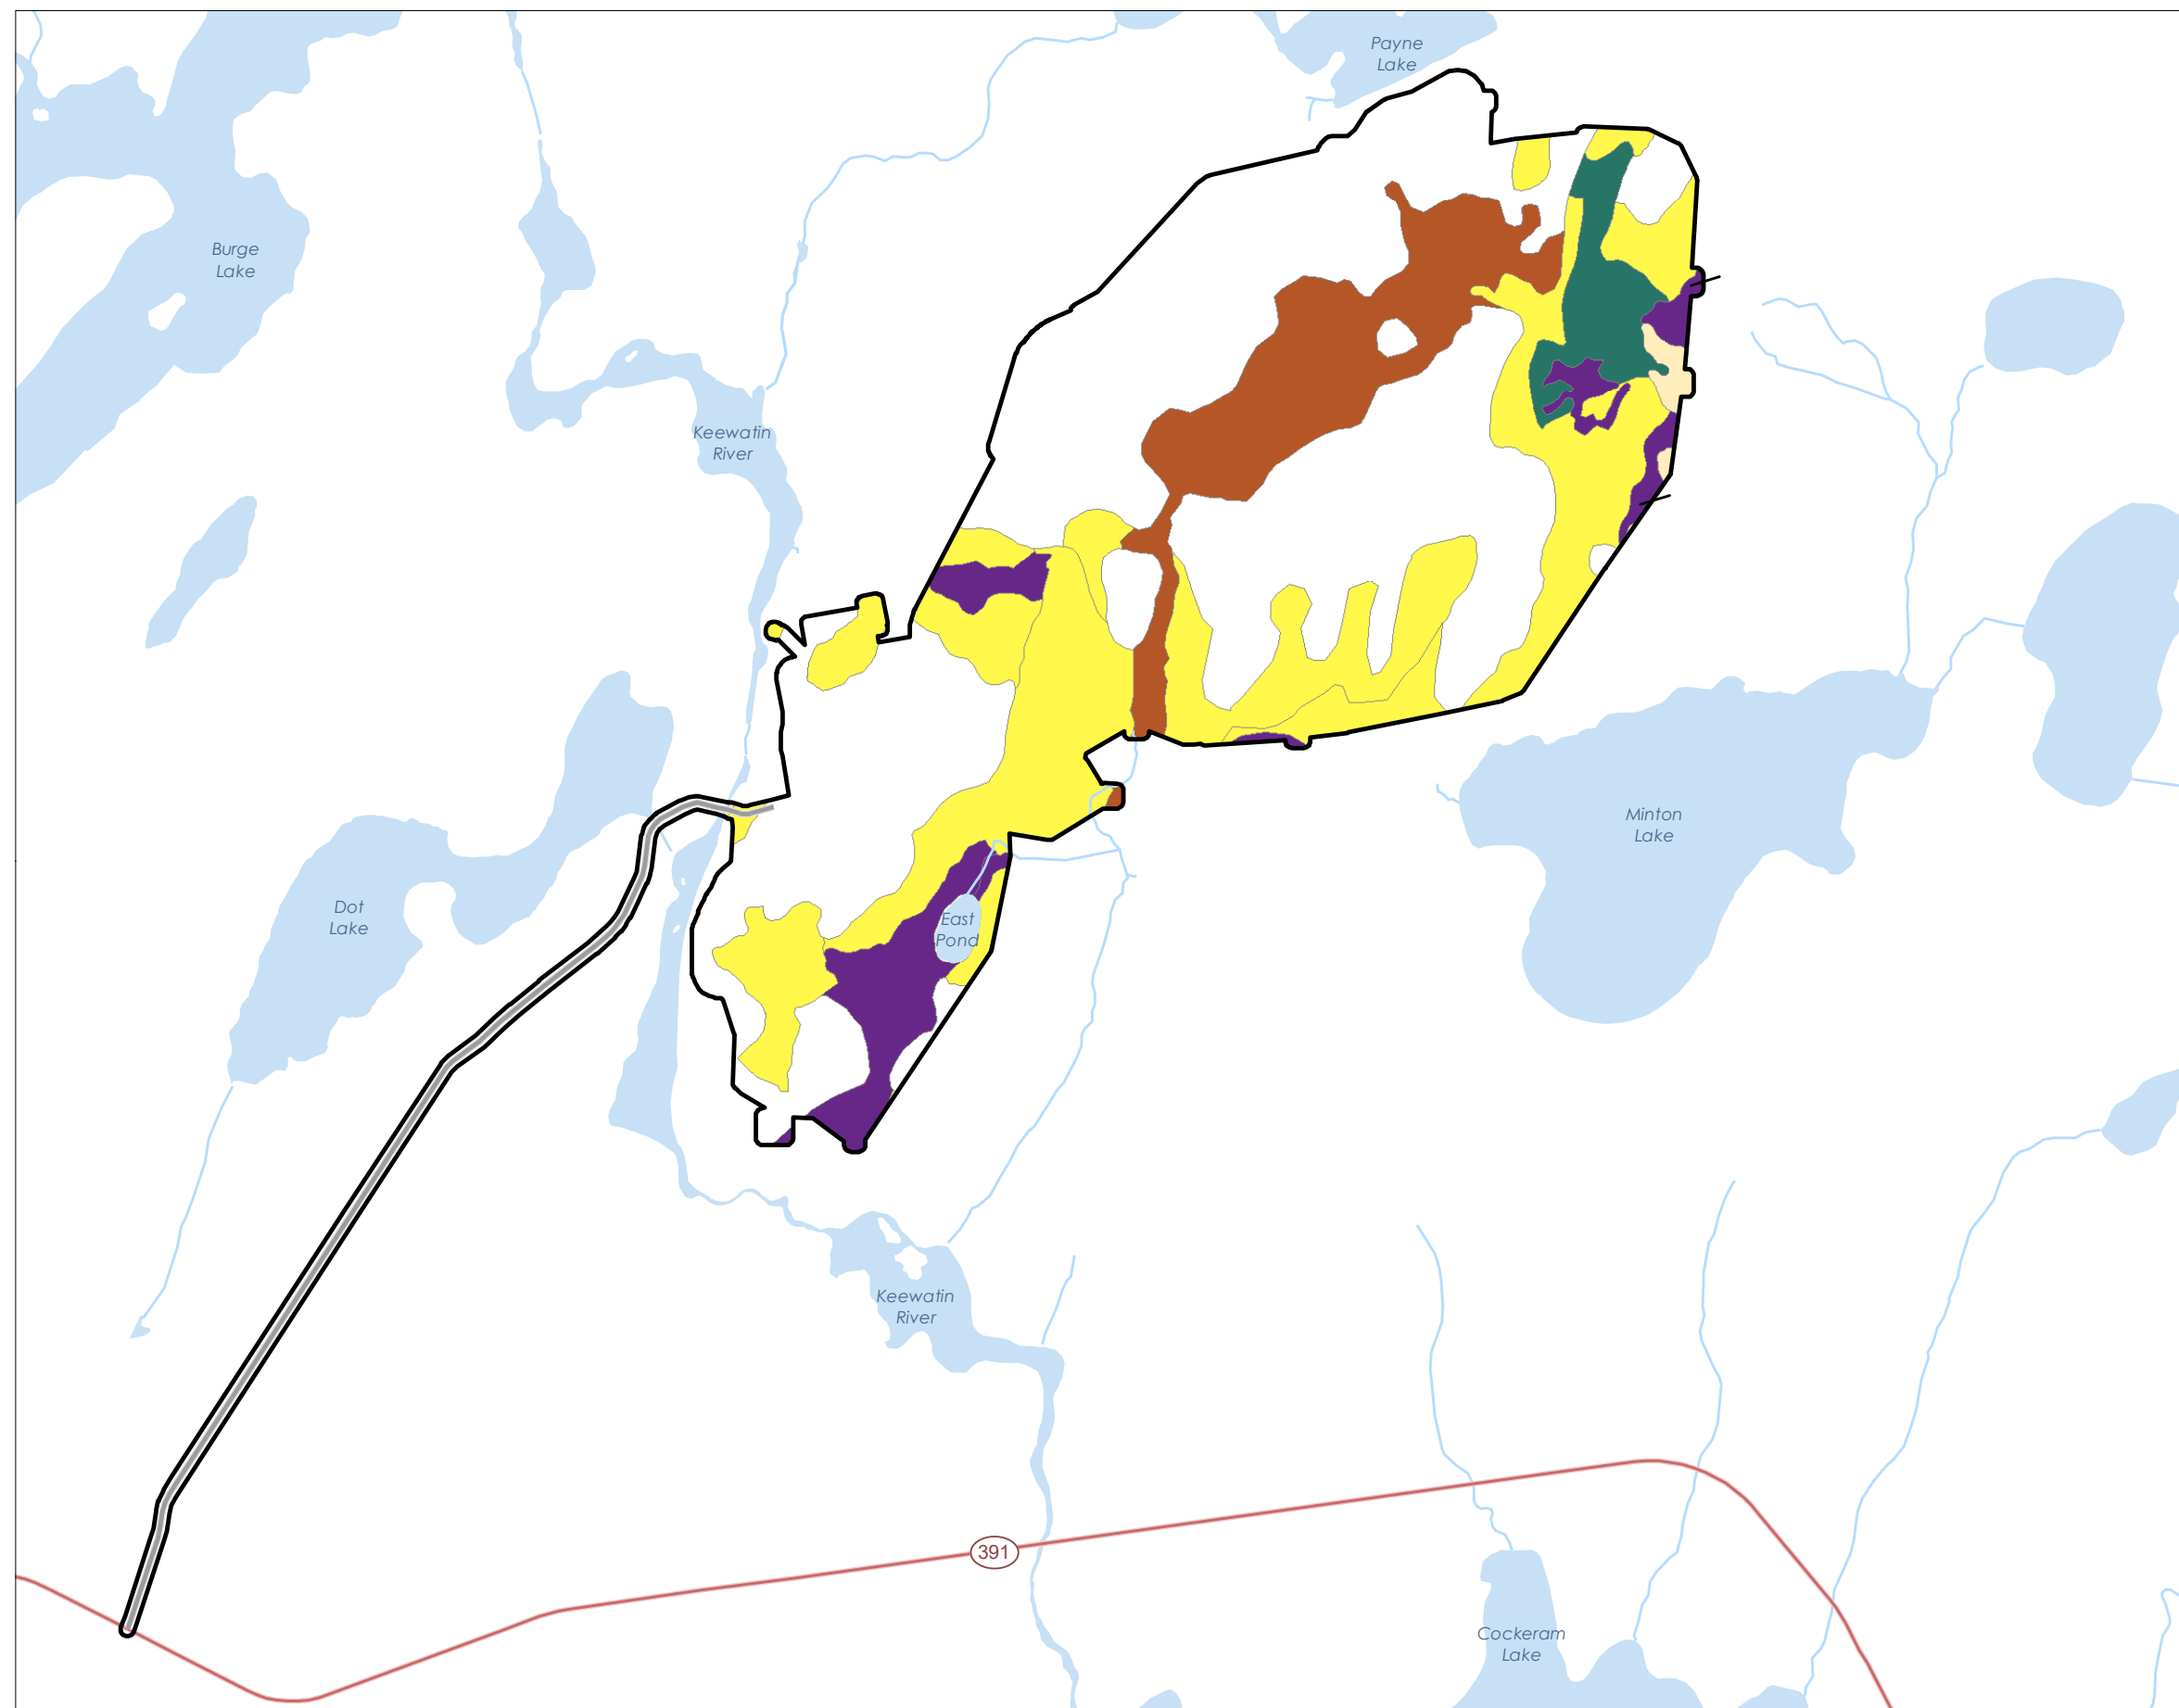 Payne
Lake
Burge
Lake
Keewatin
River
Minton
Lake
Dot
Lake
East
Pond
Keewatin
River
391
Cockeram
Lake